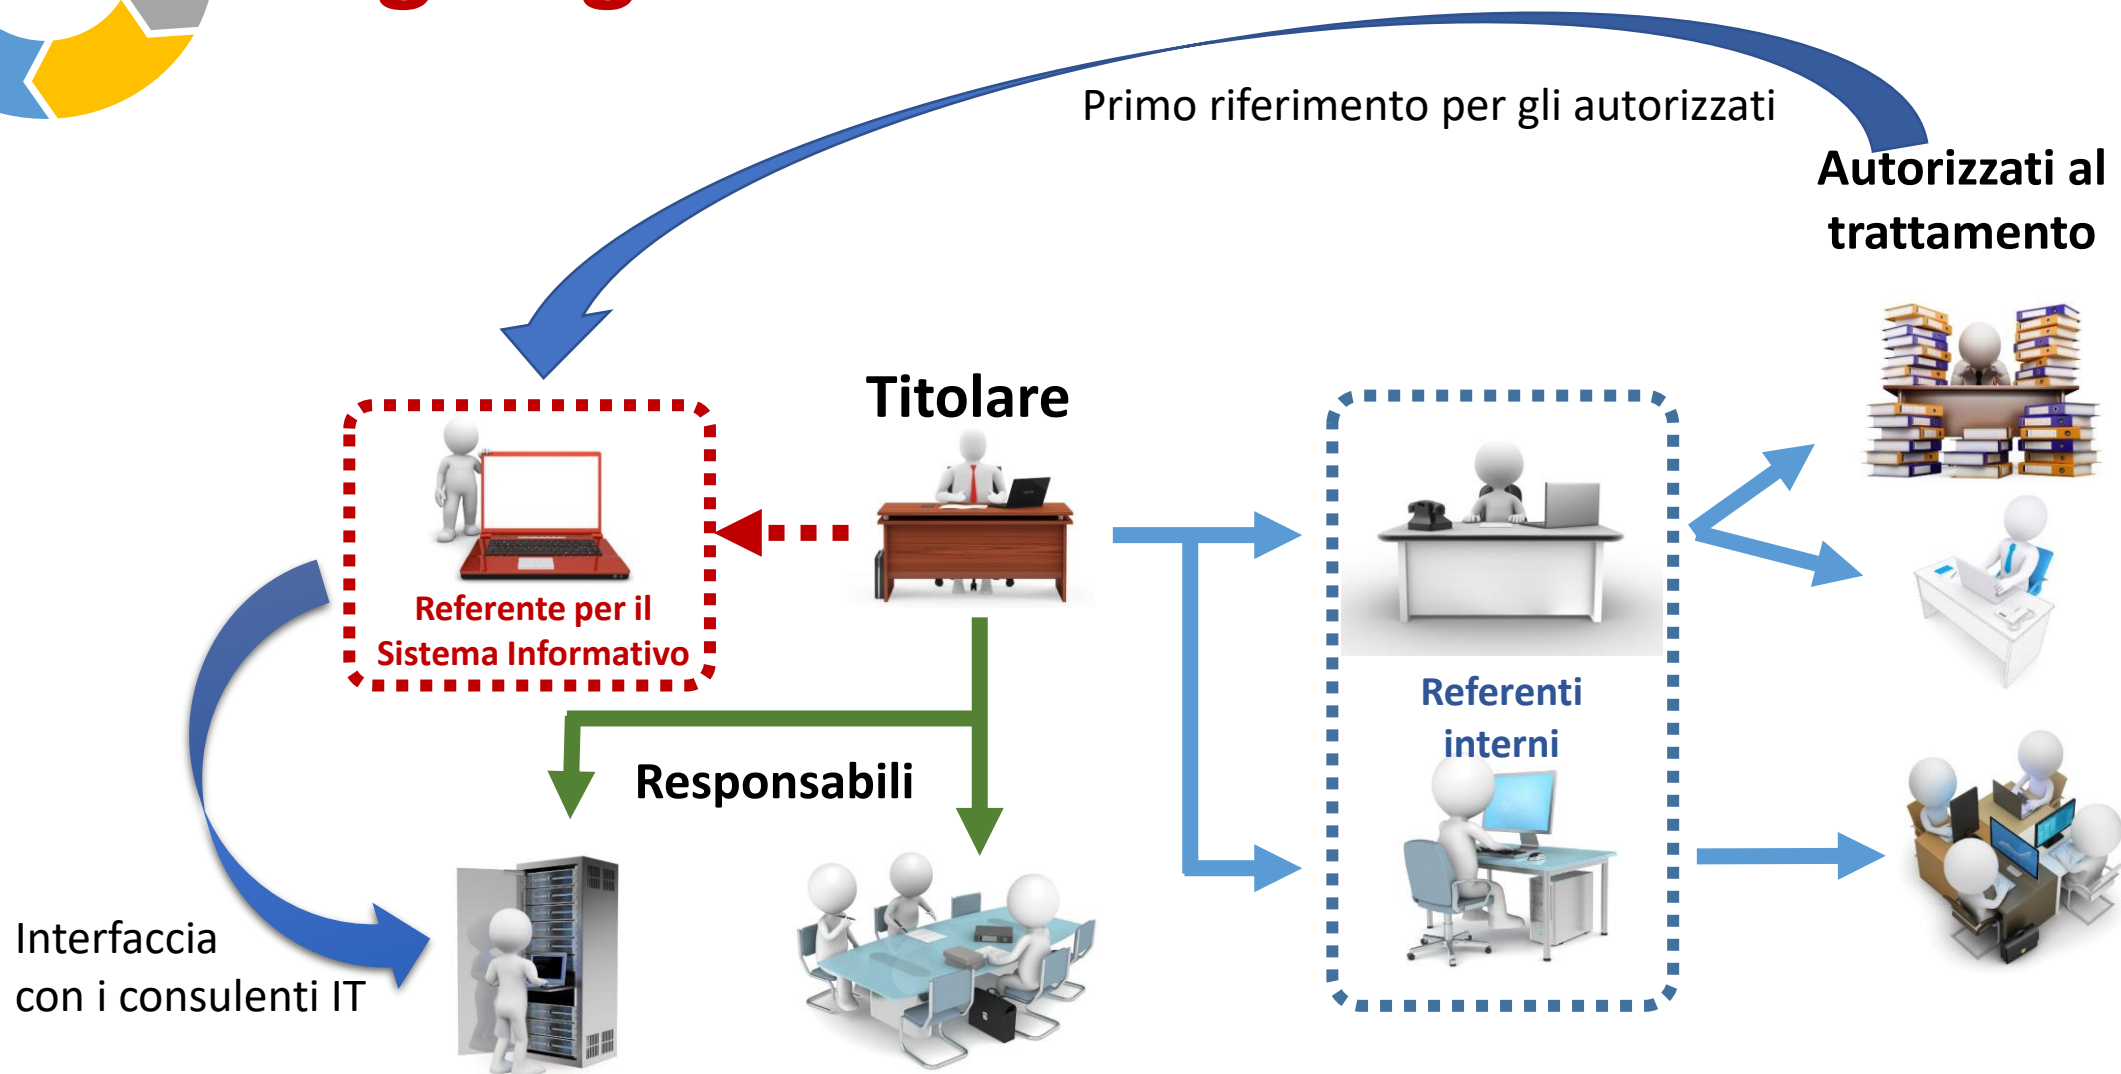 Primo riferimento per gli autorizzati
Autorizzati al
trattamento
Titolare
Referente per il
Sistema Informativo
Referenti
interni
Responsabili
Interfaccia
con i consulenti IT